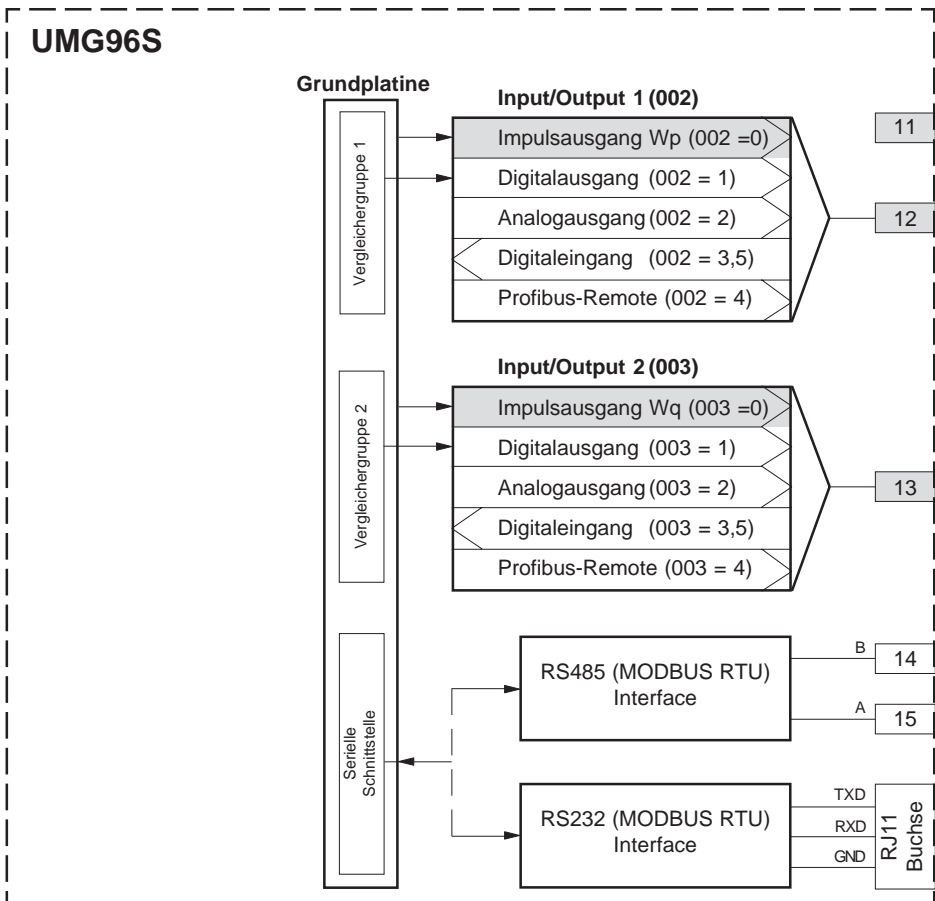 UMG96S
Grundplatine
Vergleichergruppe 1
Input/Output 1 (002)
Impulsausgang Wp (002 =0)
Digitalausgang (002 = 1)
Analogausgang (002 = 2)
Digitaleingang (002 = 3,5)
Profibus-Remote (002 = 4)
11
12
Vergleichergruppe 2
Input/Output 2 (003)
Impulsausgang Wq (003 =0)
Digitalausgang (003 = 1)
Analogausgang (003 = 2)
Digitaleingang (003 = 3,5)
Profibus-Remote (003 = 4)
13
Serielle
Schnittstelle
RS485 (MODBUS RTU)
Interface
B
14
A
15
RS232 (MODBUS RTU)
Interface
TXD
RXD
GND
RJ11
Buchse